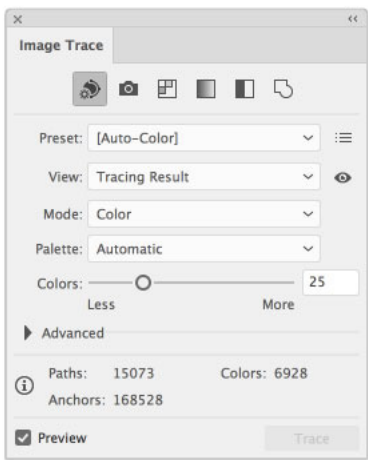 Image Trace
Preset: [Auto-Color]
View: Tracing Result
Mode: Color
Palette: Automatic
Colors: 25
Less More
Advanced
Paths: 15073 Colors: 6928
Anchors: 168528
Preview Trace